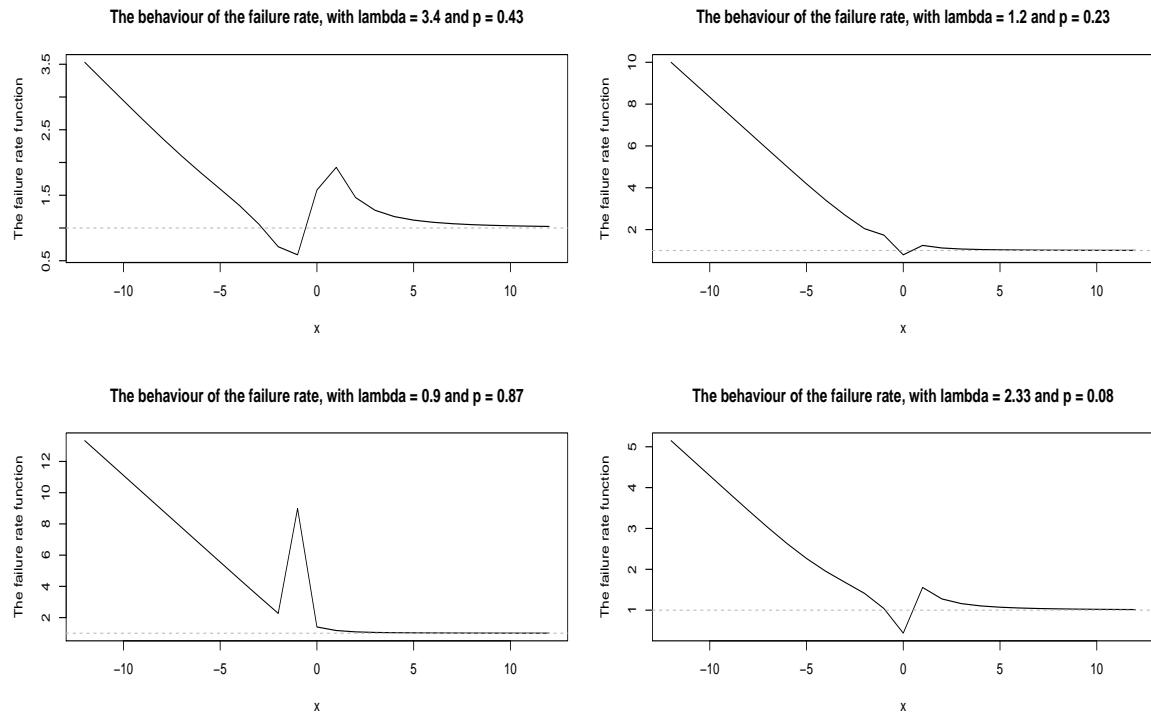 The behaviour of the failure rate, with lambda = 3.4 and p = 0.43
The failure rate function
3.5
2.5
1.5
0.5
−10 −5 0 5 10
x
The behaviour of the failure rate, with lambda = 1.2 and p = 0.23
The failure rate function
10
8
6
4
2
−10 −5 0 5 10
x
The behaviour of the failure rate, with lambda = 0.9 and p = 0.87
The failure rate function
12
10
8
6
4
2
−10 −5 0 5 10
x
The behaviour of the failure rate, with lambda = 2.33 and p = 0.08
The failure rate function
5
4
3
2
1
−10 −5 0 5 10
x